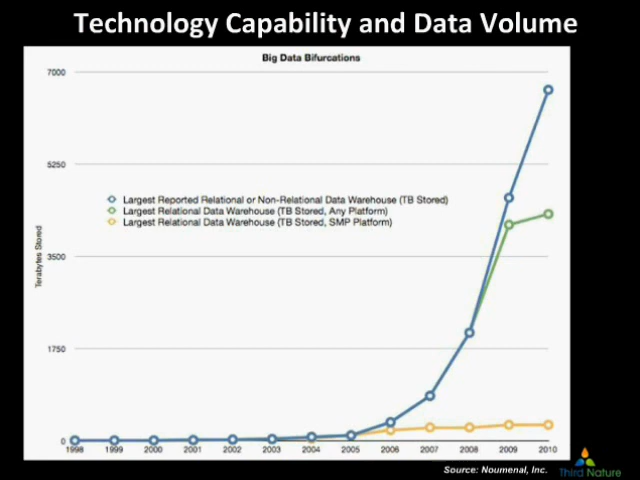 Technology Capability and Data Volume
Big Data Bifurcations
7000
5250
Largest Reported Relational or Non-Relational Data Warehouse (TB Stored)
Largest Relational Data Warehouse (TB Stored, Any Platform)
Largest Relational Data Warehouse (TB Stored, SMP Platform)
Terabytes Stored
3500
1750
0
1998 1999 2000 2001 2002 2003 2004 2005 2006 2007 2008 2009 2010
Source: Noumenal, Inc.
Third Nature